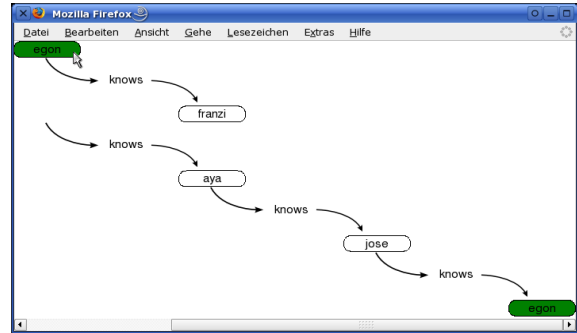 Mozilla Firefox
Datei Bearbeiten Ansicht Gehe Lesezeichen Extras Hilfe
egon
knows
franzi
knows
aya
knows
jose
knows
egon